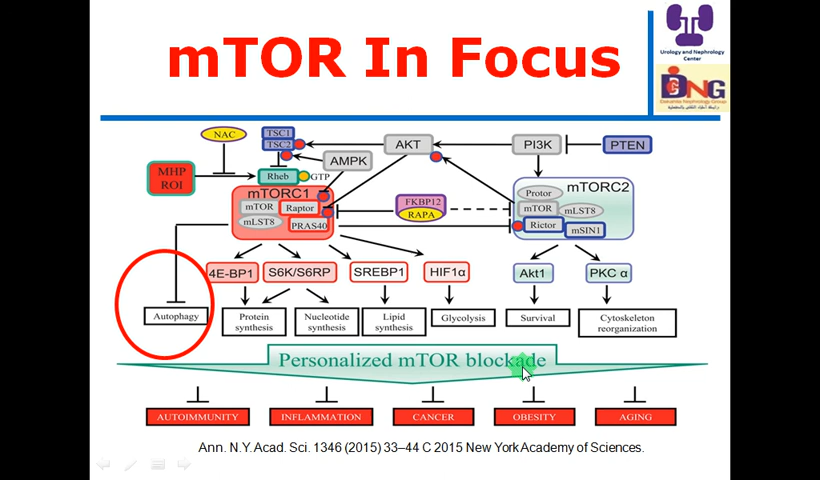 mTOR In Focus
Urology and Nephrology
Center
NG
Dakahlia Nephrology Group
NAC
TSC1
TSC2
AKT
PI3K
PTEN
AMPK
MHP
ROI
Rheb
GTP
mTORC1
mTOR
Raptor
mLST8
PRAS40
FKBP12
RAPA
mTORC2
Protor
mTOR
mLST8
Rictor
mSIN1
4E-BP1
S6K/S6RP
SREBP1
HIF1α
Akt1
PKC α
Autophagy
Protein
synthesis
Nucleotide
synthesis
Lipid
synthesis
Glycolysis
Survival
Cytoskeleton
reorganization
Personalized mTOR blockade
AUTOIMMUNITY
INFLAMMATION
CANCER
OBESITY
AGING
Ann. N.Y. Acad. Sci. 1346 (2015) 33–44 C 2015 New York Academy of Sciences.